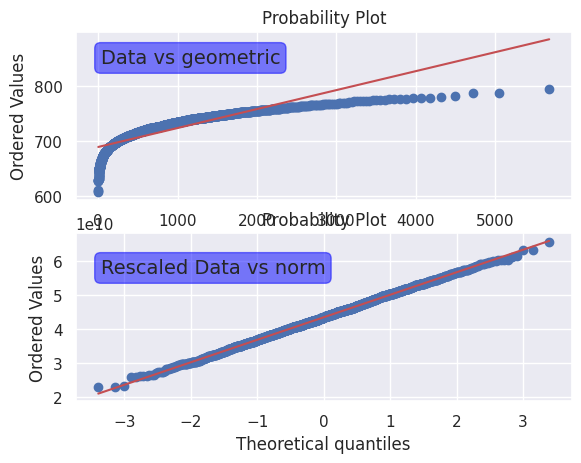 Probability Plot
Data vs geometric
Ordered Values
800
700
600
0 1000 2000 3000 4000 5000
1e10
Probability Plot
Rescaled Data vs norm
Ordered Values
6
5
4
3
2
−3 −2 −1 0 1 2 3
Theoretical quantiles